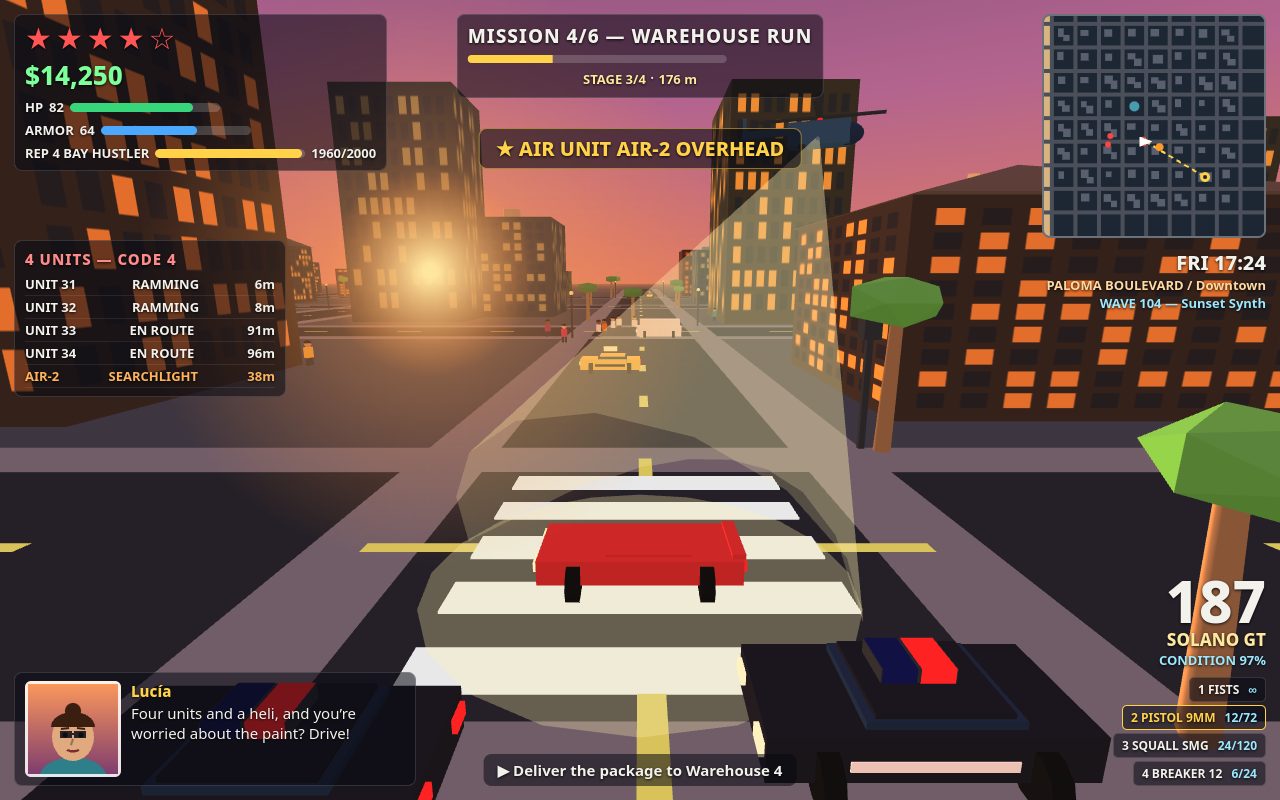 ★★★★☆
$14,250
HP 82
ARMOR 64
REP 4 BAY HUSTLER 1960/2000
MISSION 4/6 — WAREHOUSE RUN
STAGE 3/4 · 176 m
★ AIR UNIT AIR-2 OVERHEAD
4 UNITS — CODE 4
UNIT 31 RAMMING 6m
UNIT 32 RAMMING 8m
UNIT 33 EN ROUTE 91m
UNIT 34 EN ROUTE 96m
AIR-2 SEARCHLIGHT 38m
FRI 17:24
PALOMA BOULEVARD / Downtown
WAVE 104 — Sunset Synth
187
SOLANO GT
CONDITION 97%
1 FISTS ∞
2 PISTOL 9MM 12/72
3 SQUALL SMG 24/120
4 BREAKER 12 6/24
Lucía
Four units and a heli, and you’re
worried about the paint? Drive!
▶ Deliver the package to Warehouse 4